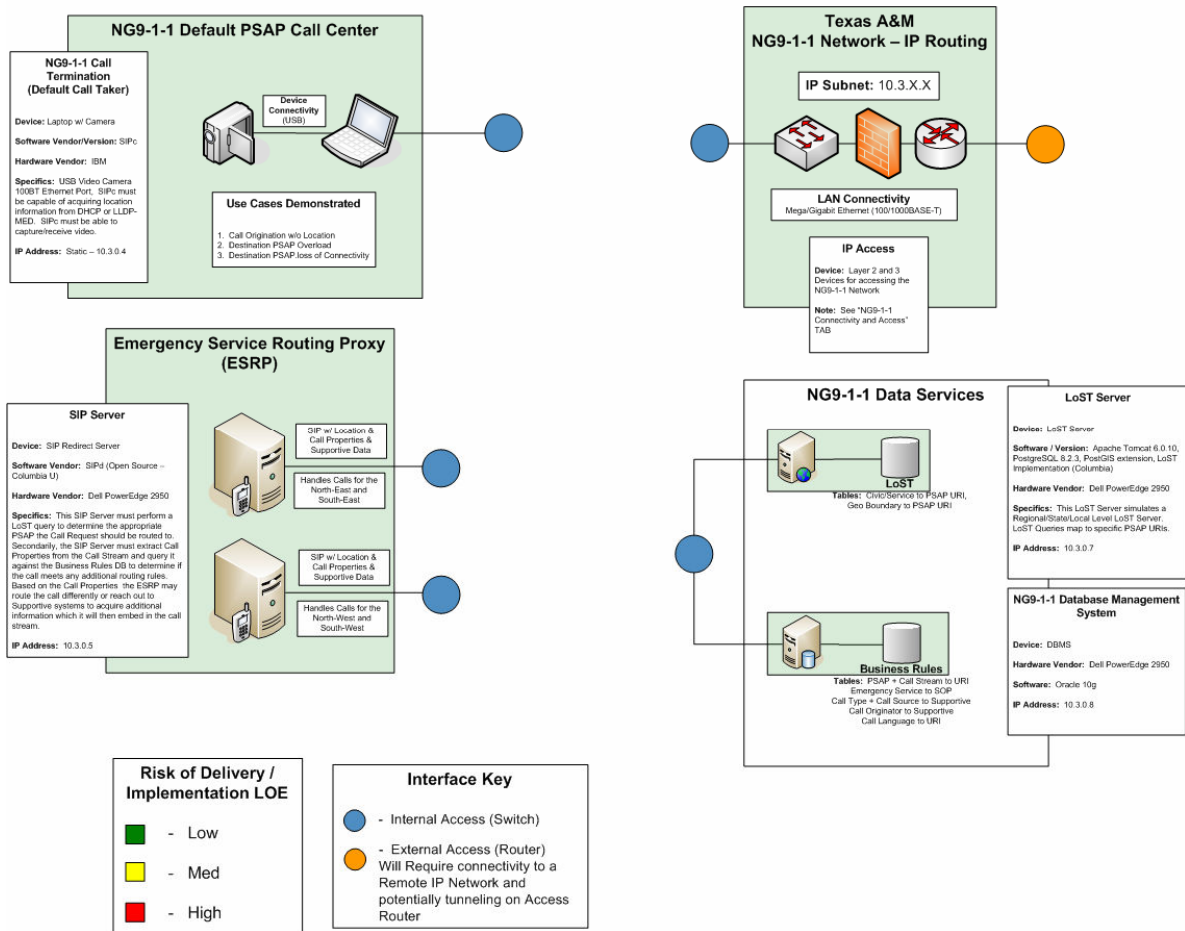 NG9-1-1 Default PSAP Call Center
NG9-1-1 Call
Termination
(Default Call Taker)
Device: Laptop w/ Camera
Software Vendor/Version: SIPc
Hardware Vendor: IBM
Specifics: USB Video Camera
100BT Ethernet Port, SIPc must
be capable of acquiring location
information from DHCP or LLDP-
MED. SIPc must be able to
capture/receive video.
IP Address: Static – 10.3.0.4
Device
Connectivity
(USB)
Use Cases Demonstrated
1. Call Origination w/o Location
2. Destination PSAP Overload
3. Destination PSAP loss of Connectivity
Texas A&M
NG9-1-1 Network – IP Routing
IP Subnet: 10.3.X.X
LAN Connectivity
Mega/Gigabit Ethernet (100/1000BASE-T)
IP Access
Device: Layer 2 and 3
Devices for accessing the
NG9-1-1 Network
Note: See "NG9-1-1
Connectivity and Access"
TAB
Emergency Service Routing Proxy
(ESRP)
SIP Server
Device: SIP Redirect Server
Software Vendor: SIPd (Open Source –
Columbia U)
Hardware Vendor: Dell PowerEdge 2950
Specifics: This SIP Server must perform a
LoST query to determine the appropriate
PSAP the Call Request should be routed to.
Secondarily, the SIP Server must extract Call
Properties from the Call Stream and query it
against the Business Rules DB to determine if
the call meets any additional routing rules.
Based on the Call Properties the ESRP may
route the call differently or reach out to
Supportive systems to acquire additional
information which it will then embed in the call
stream.
IP Address: 10.3.0.5
SIP w/ Location &
Call Properties &
Supportive Data
Handles Calls for the
North-East and
South-East
SIP w/ Location &
Call Properties &
Supportive Data
Handles Calls for the
North-West and
South-West
NG9-1-1 Data Services
LoST
Tables: Civic/Service to PSAP URI,
Geo Boundary to PSAP URI
Business Rules
Tables: PSAP + Call Stream to URI
Emergency Service to SOP
Call Type + Call Source to Supportive
Call Originator to Supportive
Call Language to URI
LoST Server
Device: LoST Server
Software / Version: Apache Tomcat 6.0.10,
PostgreSQL 8.2.3, PostGIS extension, LoST
Implementation (Columbia)
Hardware Vendor: Dell PowerEdge 2950
Specifics: This LoST Server simulates a
Regional/State/Local Level LoST Server.
LoST Queries map to specific PSAP URIs.
IP Address: 10.3.0.7
NG9-1-1 Database Management
System
Device: DBMS
Hardware Vendor: Dell PowerEdge 2950
Software: Oracle 10g
IP Address: 10.3.0.8
Risk of Delivery /
Implementation LOE
- Low
- Med
- High
Interface Key
- Internal Access (Switch)
- External Access (Router)
Will Require connectivity to a
Remote IP Network and
potentially tunneling on Access
Router